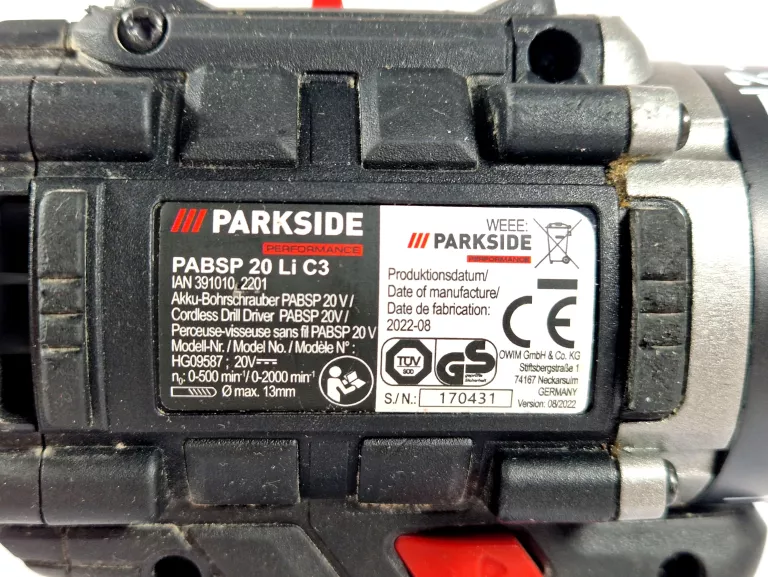 PARKSIDE
PERFORMANCE
PABSP 20 Li C3
IAN 391010_2201
Akku-Bohrschrauber PABSP 20 V /
Cordless Drill Driver PABSP 20V/
Perceuse-visseuse sans fil PABSP 20 V
Modell-Nr. / Model No. / Modèle N° :
HG09587 ; 20V
n₀: 0-500 min⁻¹/ 0-2000 min⁻¹
Ø max. 13mm
WEEE:
PARKSIDE
PERFORMANCE
Produktionsdatum/
Date of manufacture/
Date de fabrication:
2022-08
CE
TÜV
SÜD
GS
geprüfte
Sicherheit
OWIM GmbH & Co. KG
Stiftsbergstraße 1
74167 Neckarsulm
GERMANY
Version: 08/2022
S./N.: 170431